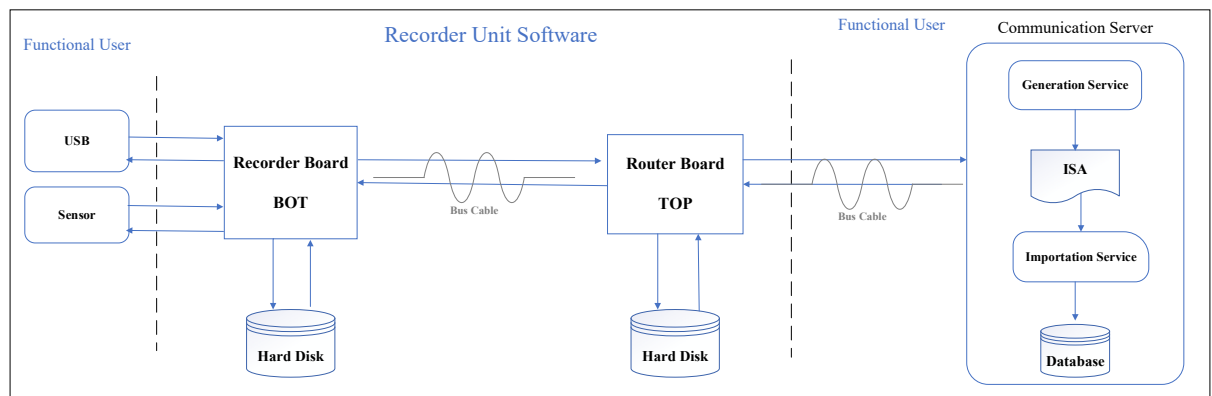 Functional User
Recorder Unit Software
Functional User
Communication Server
USB
Sensor
Recorder Board
BOT
Bus Cable
Hard Disk
Router Board
TOP
Bus Cable
Hard Disk
Generation Service
ISA
Importation Service
Database